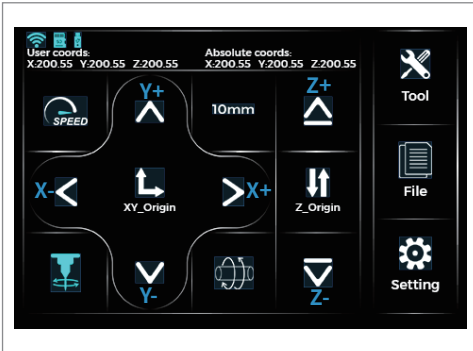 User coords:
X:200.55 Y:200.55 Z:200.55
Absolute coords:
X:200.55 Y:200.55 Z:200.55
Y+
Z+
SPEED
10mm
Tool
X-
X+
XY_Origin
Z_Origin
File
Y-
Z-
Setting